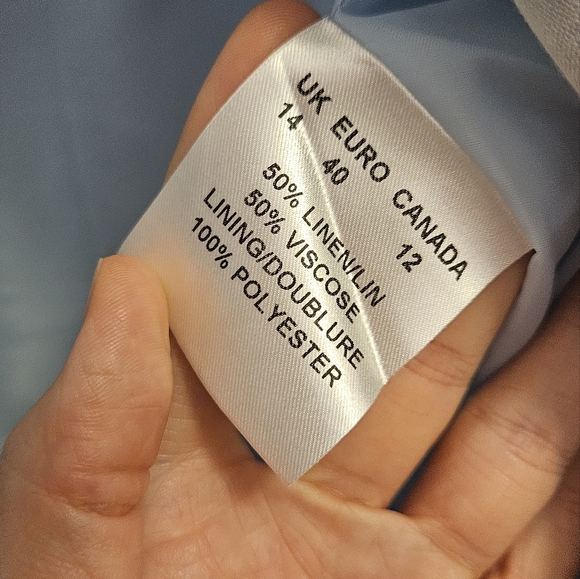 UK EURO CANADA
14 40 12
50% LINEN/LIN
50% VISCOSE
LINING/DOUBLURE
100% POLYESTER